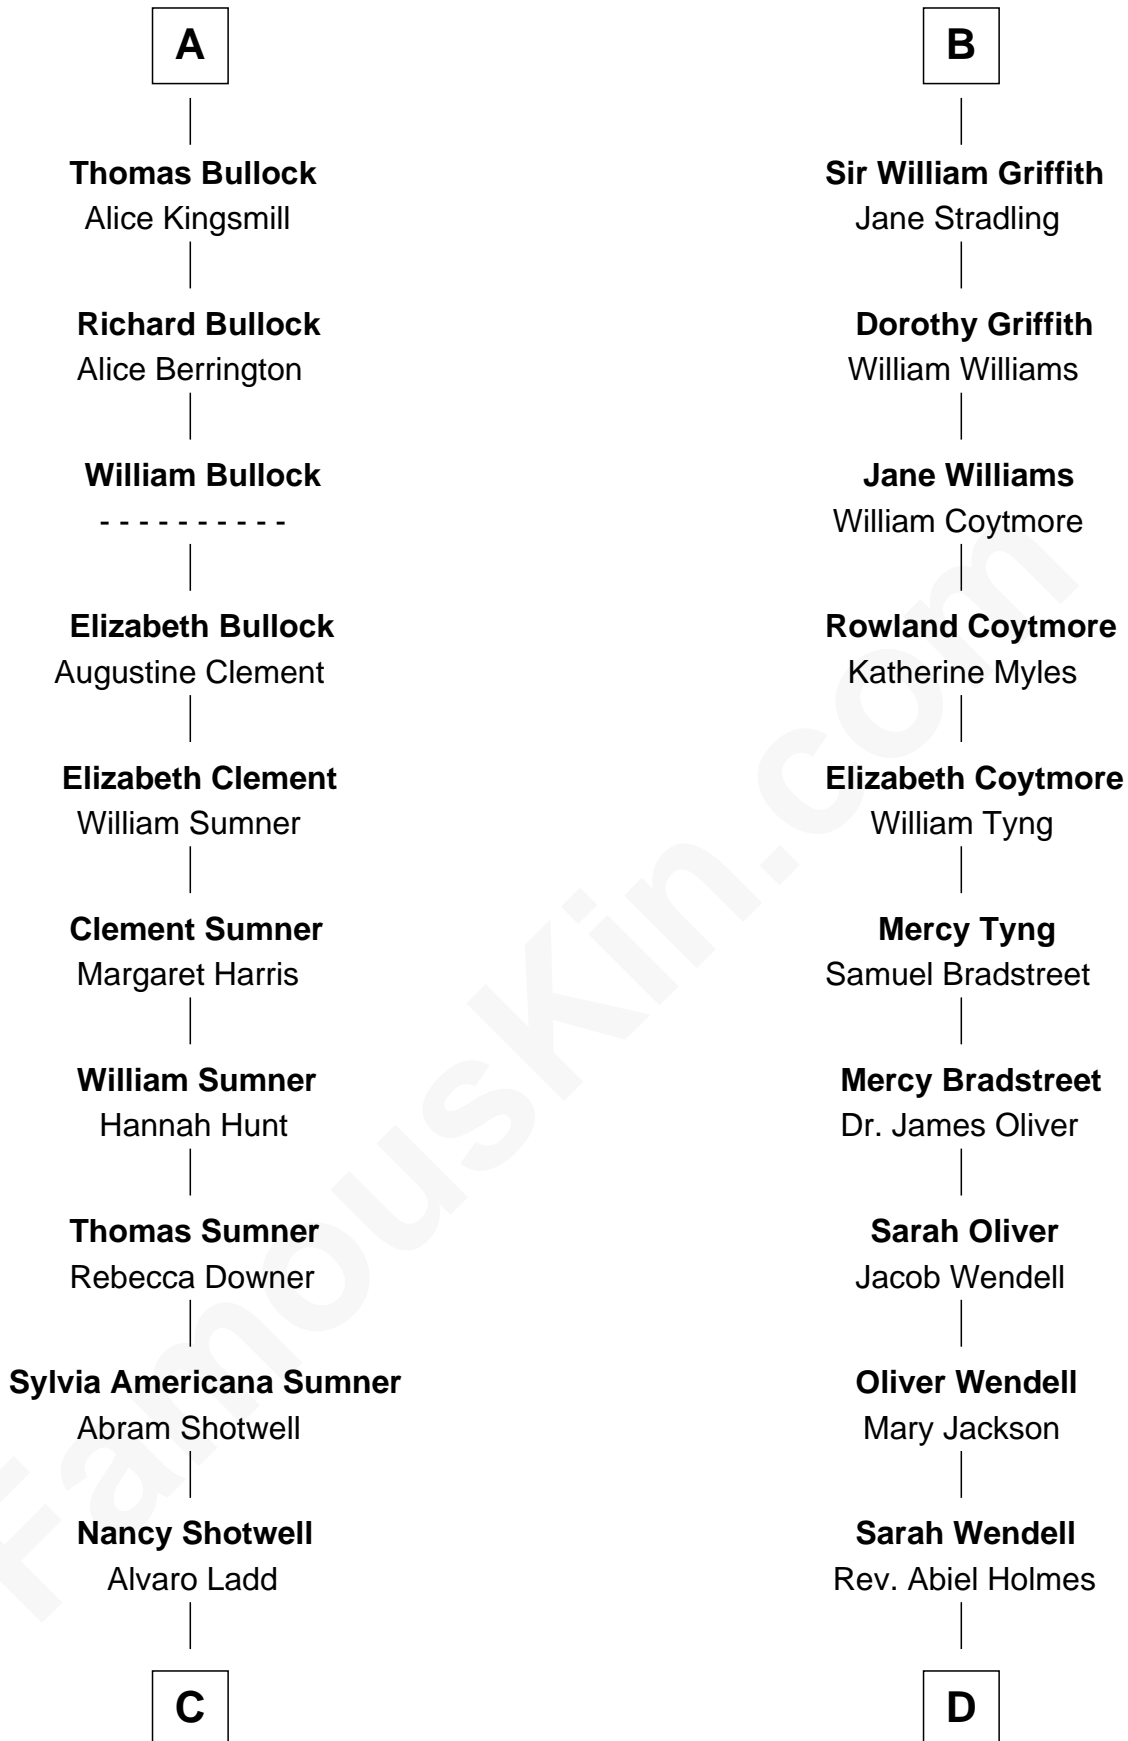 A
Thomas Bullock
Alice Kingsmill
Richard Bullock
Alice Berrington
William Bullock
- - - - - - - - - -
Elizabeth Bullock
Augustine Clement
Elizabeth Clement
William Sumner
Clement Sumner
Margaret Harris
William Sumner
Hannah Hunt
Thomas Sumner
Rebecca Downer
Sylvia Americana Sumner
Abram Shotwell
Nancy Shotwell
Alvaro Ladd
C
B
Sir William Griffith
Jane Stradling
Dorothy Griffith
William Williams
Jane Williams
William Coytmore
Rowland Coytmore
Katherine Myles
Elizabeth Coytmore
William Tyng
Mercy Tyng
Samuel Bradstreet
Mercy Bradstreet
Dr. James Oliver
Sarah Oliver
Jacob Wendell
Oliver Wendell
Mary Jackson
Sarah Wendell
Rev. Abiel Holmes
D
FamousKin.com